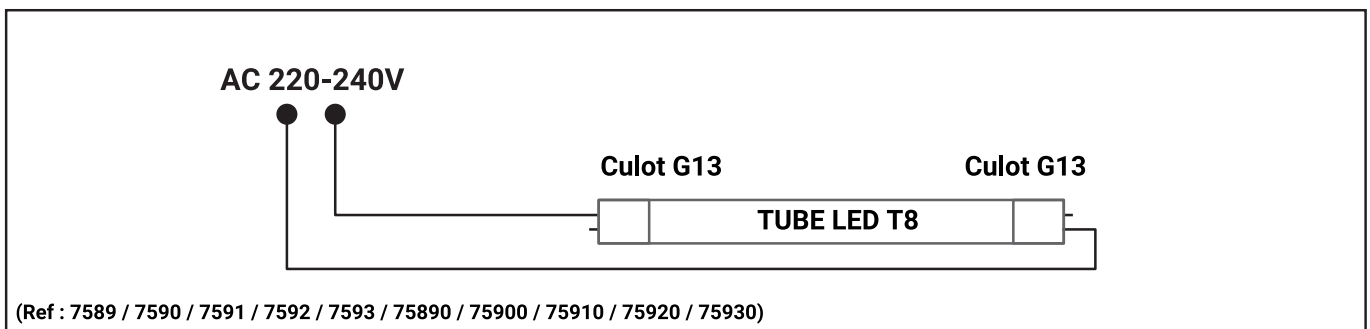 AC 220-240V
Culot G13
Culot G13
TUBE LED T8
(Ref : 7589 / 7590 / 7591 / 7592 / 7593 / 75890 / 75900 / 75910 / 75920 / 75930)